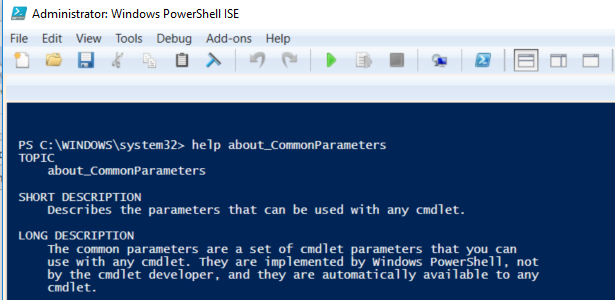 Administrator: Windows PowerShell ISE
File Edit View Tools Debug Add-ons Help
PS C:\WINDOWS\system32> help about_CommonParameters
TOPIC
about_CommonParameters
SHORT DESCRIPTION
Describes the parameters that can be used with any cmdlet.
LONG DESCRIPTION
The common parameters are a set of cmdlet parameters that you can
use with any cmdlet. They are implemented by Windows PowerShell, not
by the cmdlet developer, and they are automatically available to any
cmdlet.